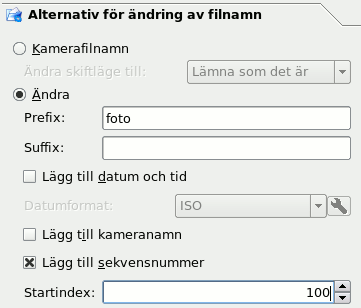 Alternativ för ändring av filnamn
Kamerafilnamn
Ändra skiftläge till: Lämna som det är
Ändra
Prefix: foto
Suffix:
Lägg till datum och tid
Datumformat: ISO
Lägg till kameranamn
Lägg till sekvensnummer
Startindex: 100